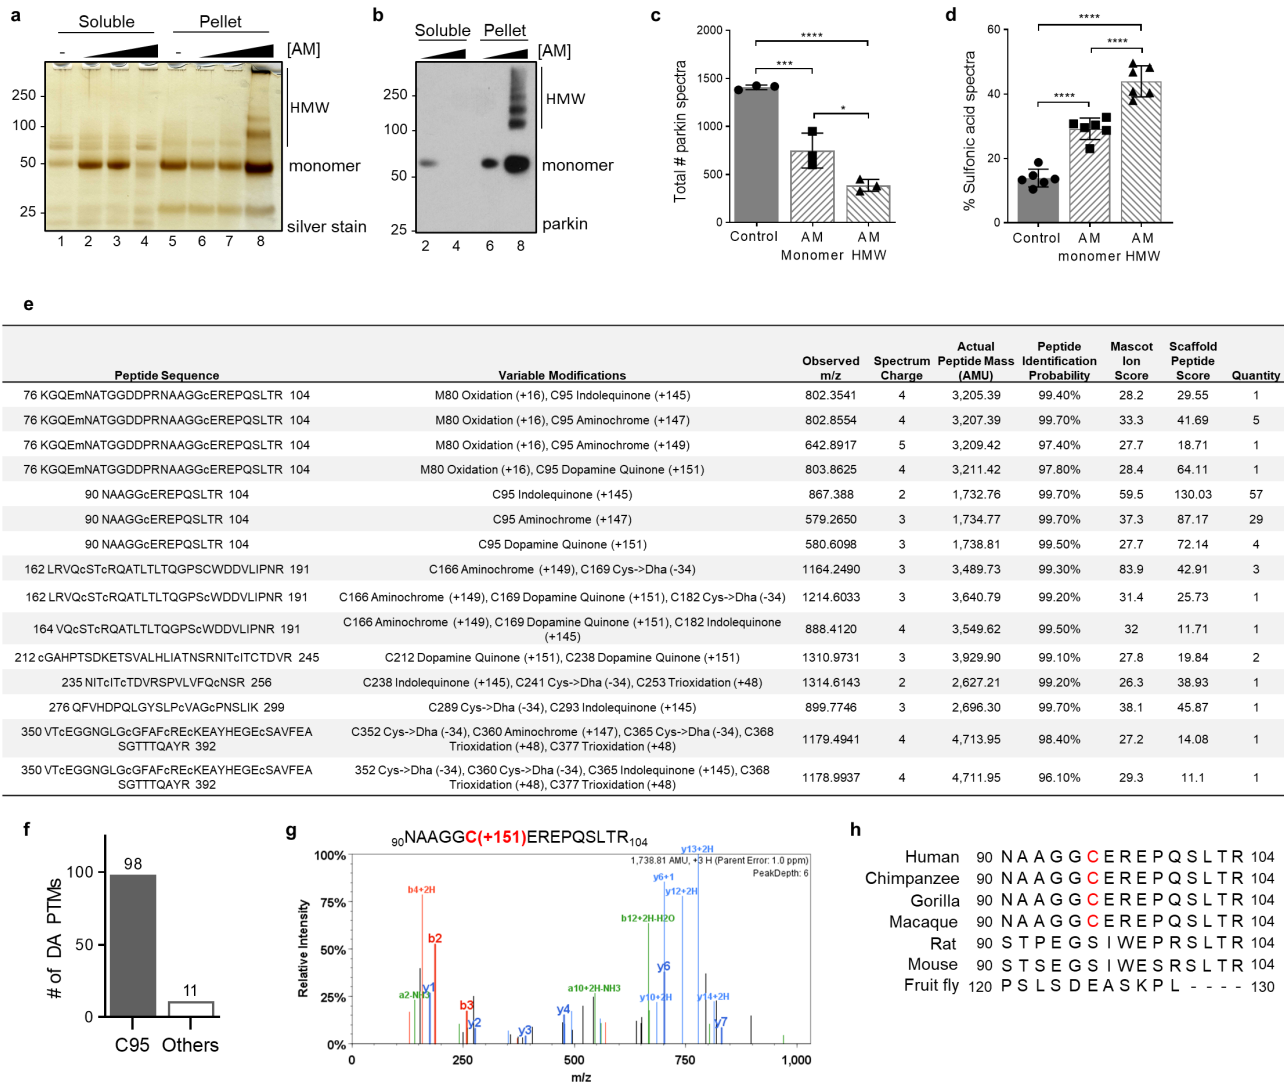 a
Soluble Pellet
- - [AM]
250
100
50
25
HMW
monomer
silver stain
1 2 3 4 5 6 7 8
b
Soluble Pellet
[AM]
250
100
50
25
HMW
monomer
parkin
2 4 6 8
c
Total # parkin spectra
2000
1500
1000
500
0
****
***
*
Control AM AM
Monomer HMW
d
% Sulfonic acid spectra
60
40
20
0
****
****
****
Control AM AM
monomer HMW
e
Peptide Sequence Variable Modifications Observed m/z Spectrum Charge Actual Peptide Mass (AMU) Peptide Identification Probability Mascot Ion Score Scaffold Peptide Score Quantity
76 KGQEmNATGGDDPRNAAGGcEREPQSLTR 104 M80 Oxidation (+16), C95 Indolequinone (+145) 802.3541 4 3,205.39 99.40% 28.2 29.55 1
76 KGQEmNATGGDDPRNAAGGcEREPQSLTR 104 M80 Oxidation (+16), C95 Aminochrome (+147) 802.8554 4 3,207.39 99.70% 33.3 41.69 5
76 KGQEmNATGGDDPRNAAGGcEREPQSLTR 104 M80 Oxidation (+16), C95 Aminochrome (+149) 642.8917 5 3,209.42 97.40% 27.7 18.71 1
76 KGQEmNATGGDDPRNAAGGcEREPQSLTR 104 M80 Oxidation (+16), C95 Dopamine Quinone (+151) 803.8625 4 3,211.42 97.80% 28.4 64.11 1
90 NAAGGcEREPQSLTR 104 C95 Indolequinone (+145) 867.388 2 1,732.76 99.70% 59.5 130.03 57
90 NAAGGcEREPQSLTR 104 C95 Aminochrome (+147) 579.2650 3 1,734.77 99.70% 37.3 87.17 29
90 NAAGGcEREPQSLTR 104 C95 Dopamine Quinone (+151) 580.6098 3 1,738.81 99.50% 27.7 72.14 4
162 LRVQcSTcRQATLTLTQGPSCWDDVLIPNR 191 C166 Aminochrome (+149), C169 Cys->Dha (-34) 1164.2490 3 3,489.73 99.30% 83.9 42.91 3
162 LRVQcSTcRQATLTLTQGPScWDDVLIPNR 191 C166 Aminochrome (+149), C169 Dopamine Quinone (+151), C182 Cys->Dha (-34) 1214.6033 3 3,640.79 99.20% 31.4 25.73 1
164 VQcSTcRQATLTLTQGPScWDDVLIPNR 191 C166 Aminochrome (+149), C169 Dopamine Quinone (+151), C182 Indolequinone (+145) 888.4120 4 3,549.62 99.50% 32 11.71 1
212 cGAHPTSDKETSVALHLIATNSRNITcITCTDVR 245 C212 Dopamine Quinone (+151), C238 Dopamine Quinone (+151) 1310.9731 3 3,929.90 99.10% 27.8 19.84 2
235 NITcITcTDVRSPVLVFQcNSR 256 C238 Indolequinone (+145), C241 Cys->Dha (-34), C253 Trioxidation (+48) 1314.6143 2 2,627.21 99.20% 26.3 38.93 1
276 QFVHDPQLGYSLPcVAGcPNSLIK 299 C289 Cys->Dha (-34), C293 Indolequinone (+145) 899.7746 3 2,696.30 99.70% 38.1 45.87 1
350 VTcEGGNGLGcGFAFcREcKEAYHEGEcSAVFEA SGTTTQAYR 392 C352 Cys->Dha (-34), C360 Aminochrome (+147), C365 Cys->Dha (-34), C368 Trioxidation (+48), C377 Trioxidation (+48) 1179.4941 4 4,713.95 98.40% 27.2 14.08 1
350 VTcEGGNGLGcGFAFcREcKEAYHEGEcSAVFEA SGTTTQAYR 392 352 Cys->Dha (-34), C360 Cys->Dha (-34), C365 Indolequinone (+145), C368 Trioxidation (+48), C377 Trioxidation (+48) 1178.9937 4 4,711.95 96.10% 29.3 11.1 1
f
# of DA PTMs
100
50
0
98
11
C95 Others
g
90NAAGGC(+151)EREPQSLTR104
1,738.81 AMU, +3 H (Parent Error: 1.0 ppm)
PeakDepth: 6
Relative Intensity
100%
75%
50%
25%
0%
b4+2H
b2
a2-NH3
y1
b3
y2
y3
y4
a10+2H-NH3
b12+2H-H2O
y6+1
y13+2H
y12+2H
y6
y10+2H
y14+2H
y7
0 250 500 750 1,000
m/z
h
Human 90 N A A G G C E R E P Q S L T R 104
Chimpanzee 90 N A A G G C E R E P Q S L T R 104
Gorilla 90 N A A G G C E R E P Q S L T R 104
Macaque 90 N A A G G C E R E P Q S L T R 104
Rat 90 S T P E G S I W E P R S L T R 104
Mouse 90 S T S E G S I W E S R S L T R 104
Fruit fly 120 P S L S D E A S K P L - - - - 130